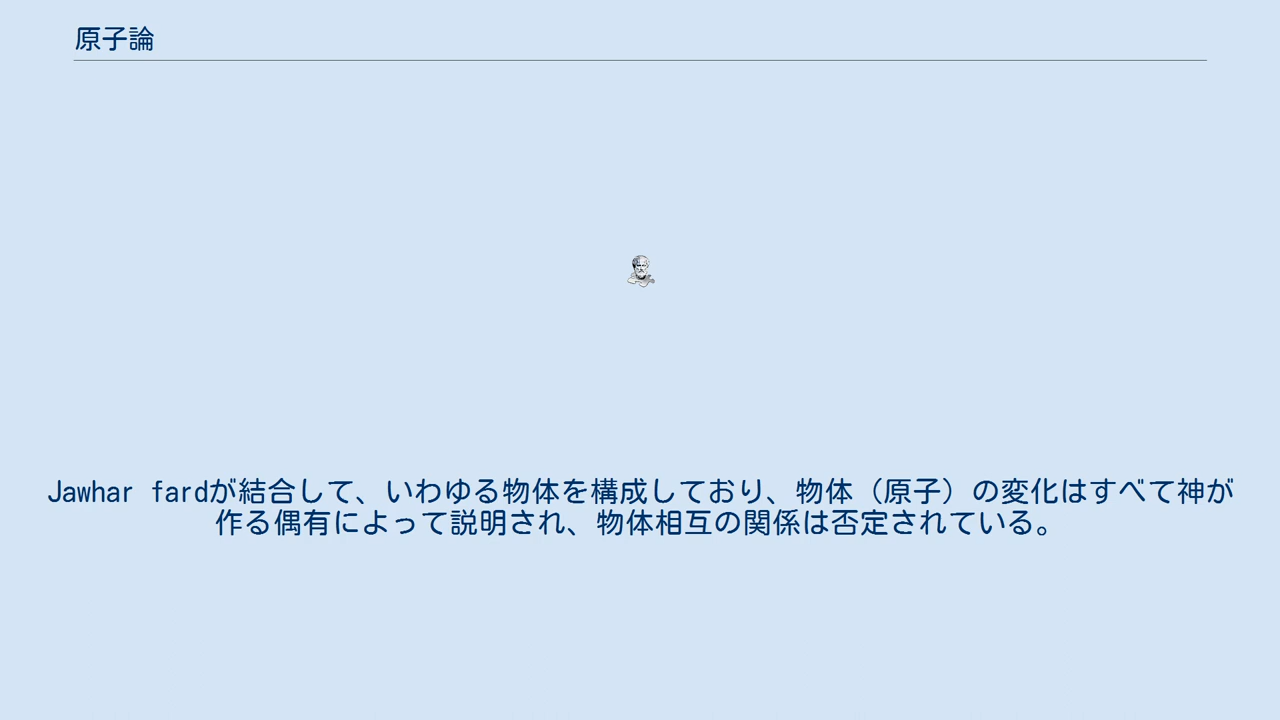 原子論
Jawhar fardが結合して、いわゆる物体を構成しており、物体（原子）の変化はすべて神が
作る偶有によって説明され、物体相互の関係は否定されている。